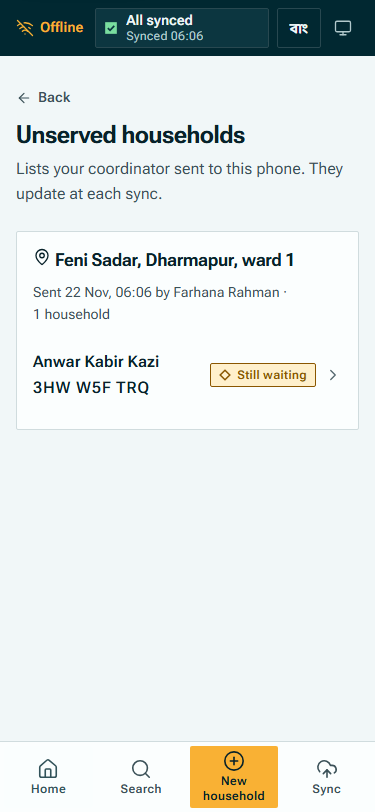 Offline
All synced
Synced 06:06
বাং
Back
Unserved households
Lists your coordinator sent to this phone. They
update at each sync.
Feni Sadar, Dharmapur, ward 1
Sent 22 Nov, 06:06 by Farhana Rahman ·
1 household
Anwar Kabir Kazi
3HW W5F TRQ
Still waiting
Home
Search
New
household
Sync